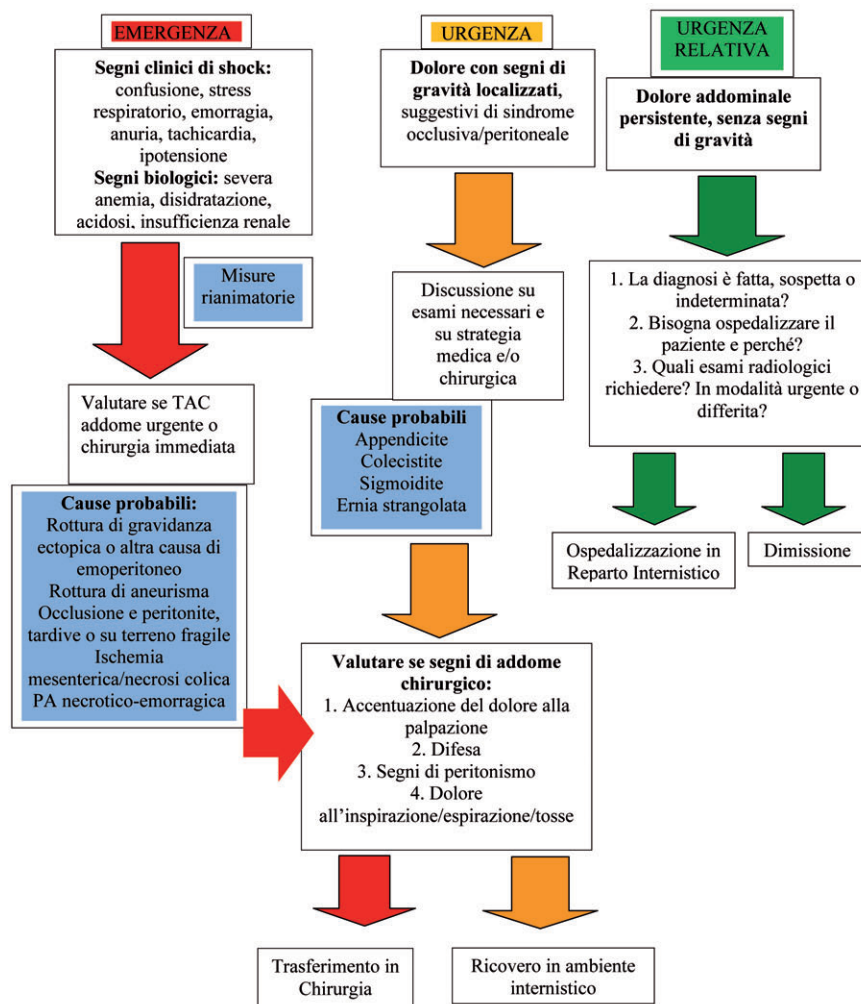 EMERGENZA
Segni clinici di shock:
confusione, stress
respiratorio, emorragia,
anuria, tachicardia,
ipotensione
Segni biologici: severa
anemia, disidratazione,
acidosi, insufficienza renale
Misure
rianimatorie
Valutare se TAC
addome urgente o
chirurgia immediata
Cause probabili:
Rottura di gravidanza
ectopica o altra causa di
emoperitoneo
Rottura di aneurisma
Occlusione e peritonite,
tardive o su terreno fragile
Ischemia
mesenterica/necrosi colica
PA necrotico-emorragica
URGENZA
Dolore con segni di
gravità localizzati,
suggestivi di sindrome
occlusiva/peritoneale
Discussione su
esami necessari e
su strategia
medica e/o
chirurgica
Cause probabili
Appendicite
Colecistite
Sigmoidite
Ernia strangolata
Valutare se segni di addome
chirurgico:
1. Accentuazione del dolore alla
palpazione
2. Difesa
3. Segni di peritonismo
4. Dolore
all'inspirazione/espirazione/tosse
Trasferimento in
Chirurgia
Ricovero in ambiente
internistico
URGENZA
RELATIVA
Dolore addominale
persistente, senza segni
di gravità
1. La diagnosi è fatta, sospetta o
indeterminata?
2. Bisogna ospedalizzare il
paziente e perché?
3. Quali esami radiologici
richiedere? In modalità urgente o
differita?
Ospedalizzazione in
Reparto Internistico
Dimissione